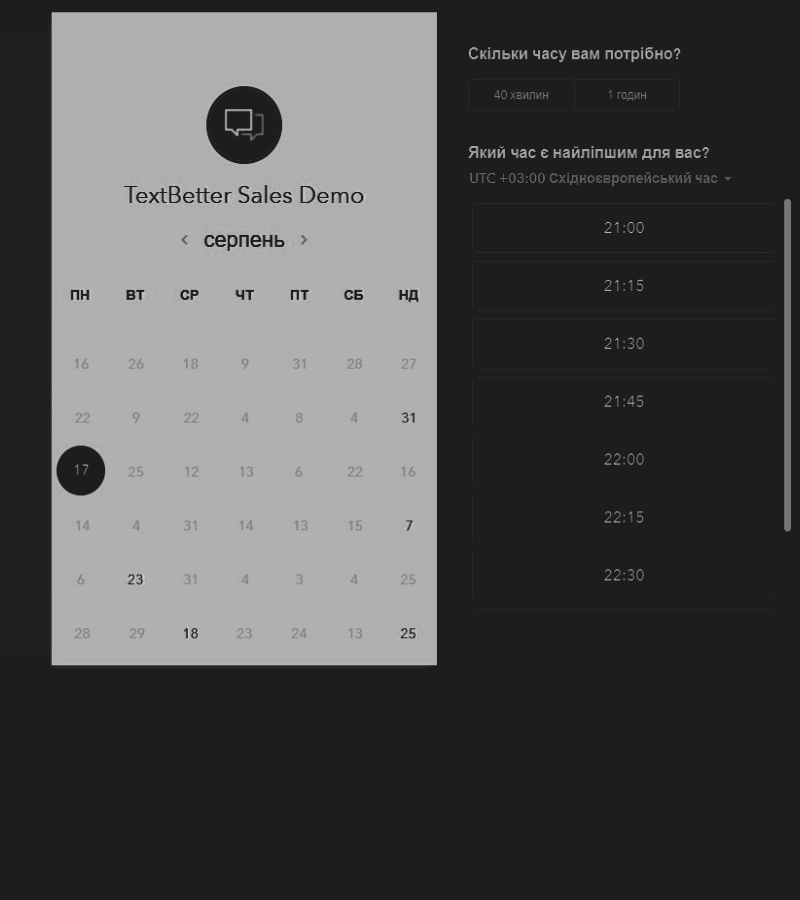 TextBetter Sales Demo
серпень
ПН ВТ СР ЧТ ПТ СБ НД
16 26 18 9 31 28 27
22 9 22 4 8 4 31
17 25 12 13 6 22 16
14 4 31 14 13 15 7
6 23 31 4 3 4 25
28 29 18 23 24 13 25
Скільки часу вам потрібно?
40 хвилин 1 годин
Який час є найліпшим для вас?
UTC +03:00 Східноєвропейський час
21:00
21:15
21:30
21:45
22:00
22:15
22:30